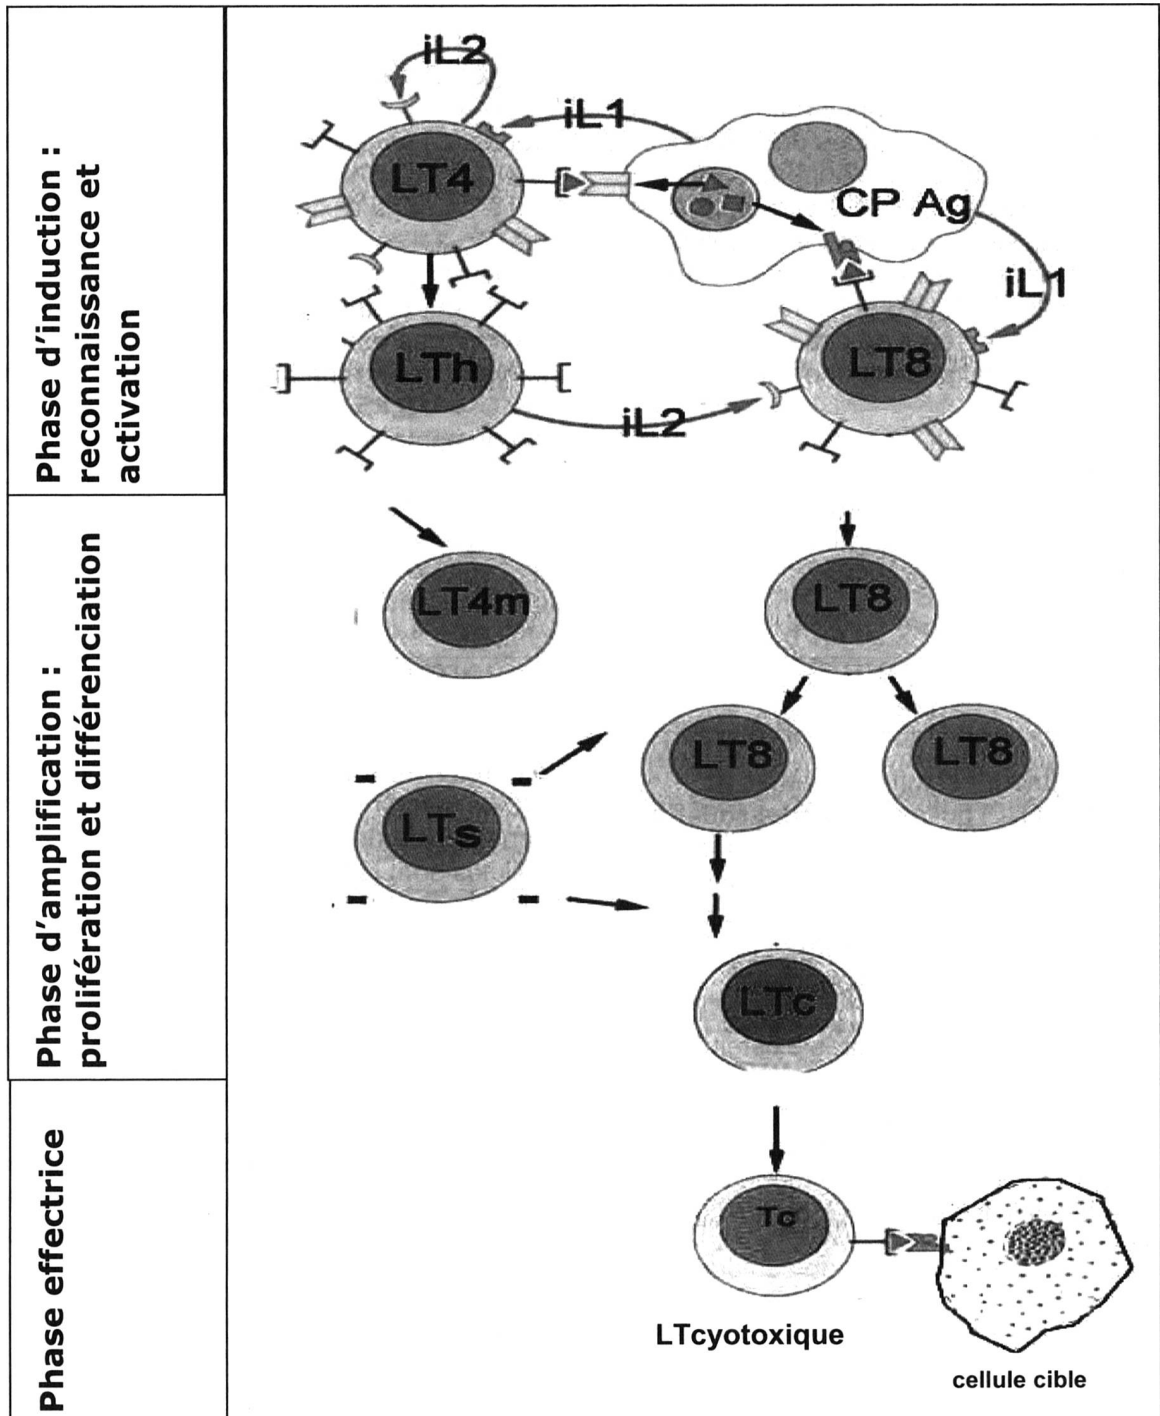 Phase d'induction :
reconnaissance et
activation
iL2
iL1
LT4
CP Ag
iL1
LTh
LT8
iL2
Phase d'amplification :
prolifération et différenciation
LT4m
LT8
LT8
LT8
LTs
LTc
Phase effectrice
Tc
LTcyotoxique
cellule cible